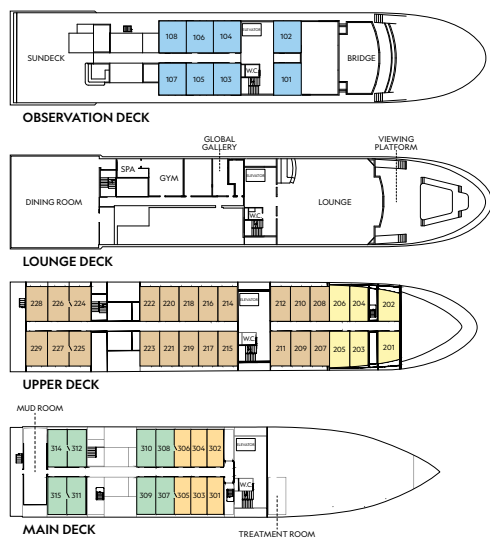 108 106 104 ELEVATOR 102
SUNDECK BRIDGE
107 105 103 W.C. 101
OBSERVATION DECK
GLOBAL
GALLERY
VIEWING
PLATFORM
SPA
GYM
ELEVATOR
DINING ROOM LOUNGE
W.C.
LOUNGE DECK
228 226 224 222 220 218 216 214 ELEVATOR 212 210 208 206 204 202
229 227 225 223 221 219 217 215 W.C. 211 209 207 205 203 201
UPPER DECK
MUD ROOM
314 312 310 308 306 304 302 ELEVATOR
315 311 309 307 305 303 301 W.C.
MAIN DECK
TREATMENT ROOM